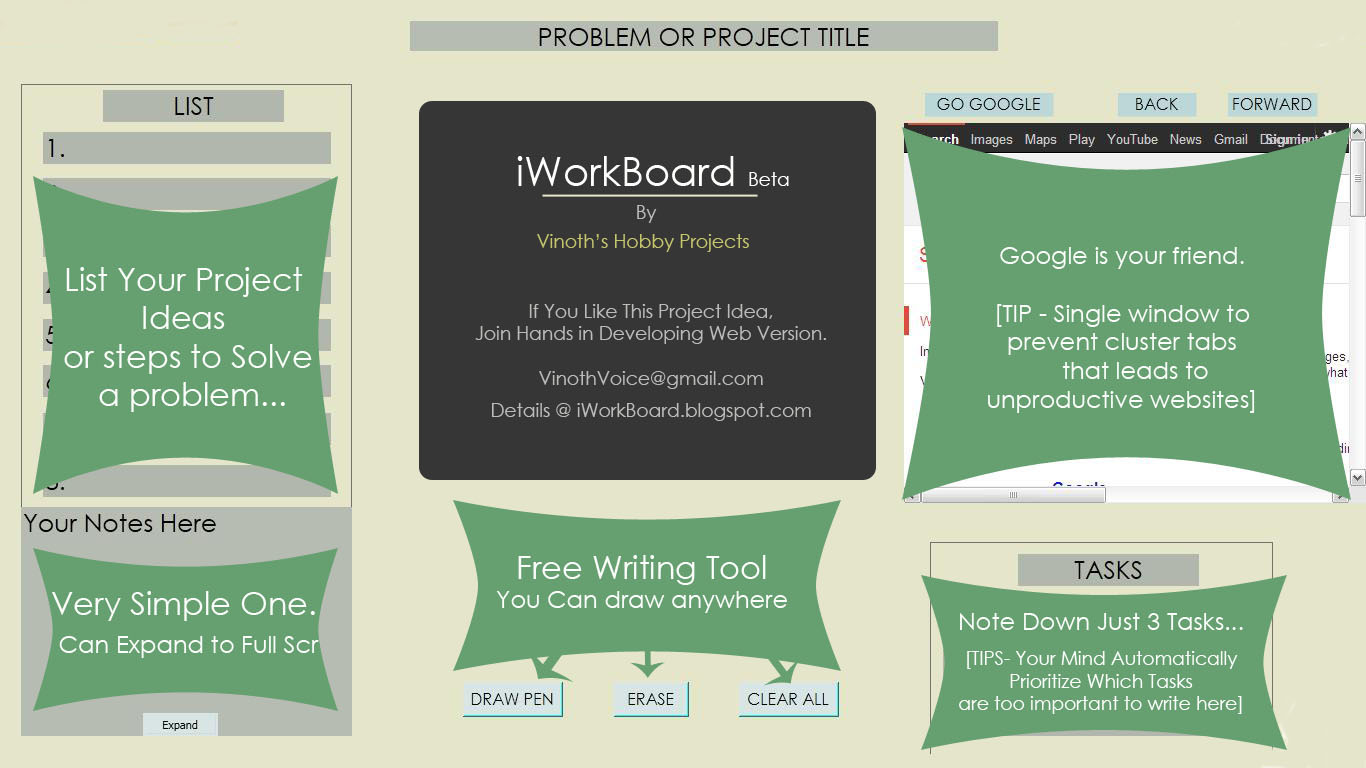 PROBLEM OR PROJECT TITLE
LIST
1.
List Your Project
Ideas
or steps to Solve
a problem...
Your Notes Here
Very Simple One.
Can Expand to Full Scr
Expand
iWorkBoard Beta
By
Vinoth's Hobby Projects
If You Like This Project Idea,
Join Hands in Developing Web Version.
VinothVoice@gmail.com
Details @ iWorkBoard.blogspot.com
Free Writing Tool
You Can draw anywhere
DRAW PEN ERASE CLEAR ALL
GO GOOGLE BACK FORWARD
Images Maps Play YouTube News Gmail
Google is your friend.
[TIP - Single window to
prevent cluster tabs
that leads to
unproductive websites]
TASKS
Note Down Just 3 Tasks...
[TIPS- Your Mind Automatically
Prioritize Which Tasks
are too important to write here]